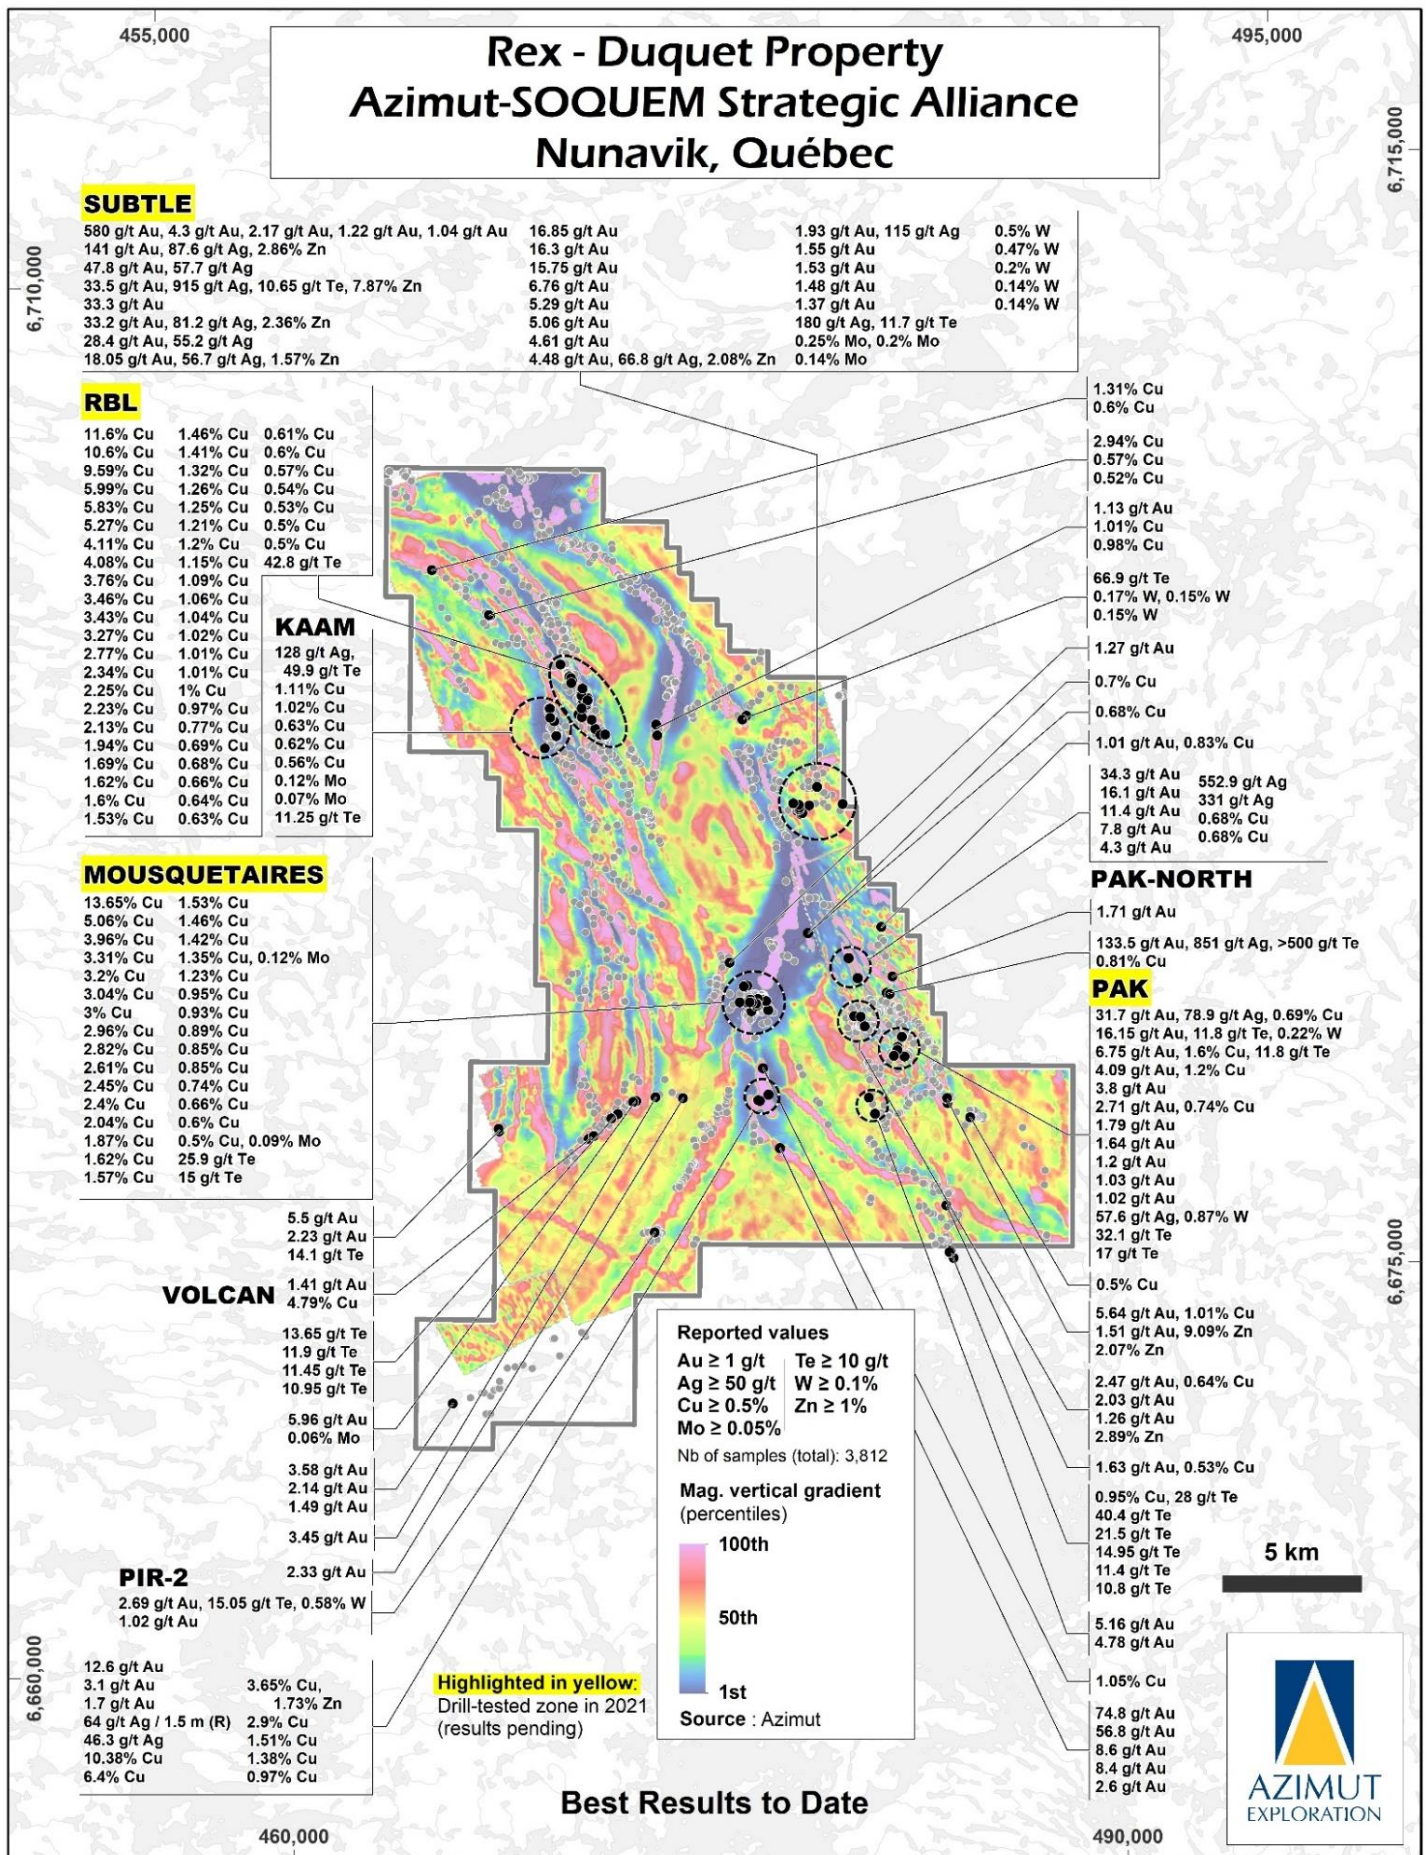 455,000
495,000
Rex - Duquet Property
Azimut-SOQUEM Strategic Alliance
Nunavik, Québec
6,715,000
6,710,000
SUBTLE
580 g/t Au, 4.3 g/t Au, 2.17 g/t Au, 1.22 g/t Au, 1.04 g/t Au
141 g/t Au, 87.6 g/t Ag, 2.86% Zn
47.8 g/t Au, 57.7 g/t Ag
33.5 g/t Au, 915 g/t Ag, 10.65 g/t Te, 7.87% Zn
33.3 g/t Au
33.2 g/t Au, 81.2 g/t Ag, 2.36% Zn
28.4 g/t Au, 55.2 g/t Ag
18.05 g/t Au, 56.7 g/t Ag, 1.57% Zn
16.85 g/t Au
16.3 g/t Au
15.75 g/t Au
6.76 g/t Au
5.29 g/t Au
5.06 g/t Au
4.61 g/t Au
4.48 g/t Au, 66.8 g/t Ag, 2.08% Zn
1.93 g/t Au, 115 g/t Ag
1.55 g/t Au
1.53 g/t Au
1.48 g/t Au
1.37 g/t Au
180 g/t Ag, 11.7 g/t Te
0.25% Mo, 0.2% Mo
0.14% Mo
0.5% W
0.47% W
0.2% W
0.14% W
0.14% W
RBL
11.6% Cu
10.6% Cu
9.59% Cu
5.99% Cu
5.83% Cu
5.27% Cu
4.11% Cu
4.08% Cu
3.76% Cu
3.46% Cu
3.43% Cu
3.27% Cu
2.77% Cu
2.34% Cu
2.25% Cu
2.23% Cu
2.13% Cu
1.94% Cu
1.69% Cu
1.62% Cu
1.6% Cu
1.53% Cu
1.46% Cu
1.41% Cu
1.32% Cu
1.26% Cu
1.25% Cu
1.21% Cu
1.2% Cu
1.15% Cu
1.09% Cu
1.06% Cu
1.04% Cu
1.02% Cu
1.01% Cu
1.01% Cu
1% Cu
0.97% Cu
0.77% Cu
0.69% Cu
0.68% Cu
0.66% Cu
0.64% Cu
0.63% Cu
0.61% Cu
0.6% Cu
0.57% Cu
0.54% Cu
0.53% Cu
0.5% Cu
0.5% Cu
42.8 g/t Te
KAAM
128 g/t Ag,
49.9 g/t Te
1.11% Cu
1.02% Cu
0.63% Cu
0.62% Cu
0.56% Cu
0.12% Mo
0.07% Mo
11.25 g/t Te
MOUSQUETAIRES
13.65% Cu
5.06% Cu
3.96% Cu
3.31% Cu
3.2% Cu
3.04% Cu
3% Cu
2.96% Cu
2.82% Cu
2.61% Cu
2.45% Cu
2.4% Cu
2.04% Cu
1.87% Cu
1.62% Cu
1.57% Cu
1.53% Cu
1.46% Cu
1.42% Cu
1.35% Cu, 0.12% Mo
1.23% Cu
0.95% Cu
0.93% Cu
0.89% Cu
0.85% Cu
0.85% Cu
0.74% Cu
0.66% Cu
0.6% Cu
0.5% Cu, 0.09% Mo
25.9 g/t Te
15 g/t Te
5.5 g/t Au
2.23 g/t Au
14.1 g/t Te
VOLCAN
1.41 g/t Au
4.79% Cu
13.65 g/t Te
11.9 g/t Te
11.45 g/t Te
10.95 g/t Te
5.96 g/t Au
0.06% Mo
3.58 g/t Au
2.14 g/t Au
1.49 g/t Au
3.45 g/t Au
2.33 g/t Au
PIR-2
2.69 g/t Au, 15.05 g/t Te, 0.58% W
1.02 g/t Au
12.6 g/t Au
3.1 g/t Au
1.7 g/t Au
64 g/t Ag / 1.5 m (R)
46.3 g/t Ag
10.38% Cu
6.4% Cu
3.65% Cu,
1.73% Zn
2.9% Cu
1.51% Cu
1.38% Cu
0.97% Cu
1.31% Cu
0.6% Cu
2.94% Cu
0.57% Cu
0.52% Cu
1.13 g/t Au
1.01% Cu
0.98% Cu
66.9 g/t Te
0.17% W, 0.15% W
0.15% W
1.27 g/t Au
0.7% Cu
0.68% Cu
1.01 g/t Au, 0.83% Cu
34.3 g/t Au
16.1 g/t Au
11.4 g/t Au
7.8 g/t Au
4.3 g/t Au
552.9 g/t Ag
331 g/t Ag
0.68% Cu
0.68% Cu
PAK-NORTH
1.71 g/t Au
133.5 g/t Au, 851 g/t Ag, >500 g/t Te
0.81% Cu
PAK
31.7 g/t Au, 78.9 g/t Ag, 0.69% Cu
16.15 g/t Au, 11.8 g/t Te, 0.22% W
6.75 g/t Au, 1.6% Cu, 11.8 g/t Te
4.09 g/t Au, 1.2% Cu
3.8 g/t Au
2.71 g/t Au, 0.74% Cu
1.79 g/t Au
1.64 g/t Au
1.2 g/t Au
1.03 g/t Au
1.02 g/t Au
57.6 g/t Ag, 0.87% W
32.1 g/t Te
17 g/t Te
0.5% Cu
5.64 g/t Au, 1.01% Cu
1.51 g/t Au, 9.09% Zn
2.07% Zn
2.47 g/t Au, 0.64% Cu
2.03 g/t Au
1.26 g/t Au
2.89% Zn
1.63 g/t Au, 0.53% Cu
0.95% Cu, 28 g/t Te
40.4 g/t Te
21.5 g/t Te
14.95 g/t Te
11.4 g/t Te
10.8 g/t Te
5.16 g/t Au
4.78 g/t Au
1.05% Cu
74.8 g/t Au
56.8 g/t Au
8.6 g/t Au
8.4 g/t Au
2.6 g/t Au
6,675,000
Reported values
Au ≥ 1 g/t
Ag ≥ 50 g/t
Cu ≥ 0.5%
Mo ≥ 0.05%
Te ≥ 10 g/t
W ≥ 0.1%
Zn ≥ 1%
Nb of samples (total): 3,812
Mag. vertical gradient
(percentiles)
100th
50th
1st
Source : Azimut
5 km
Highlighted in yellow:
Drill-tested zone in 2021
(results pending)
6,660,000
AZIMUT
EXPLORATION
Best Results to Date
460,000
490,000